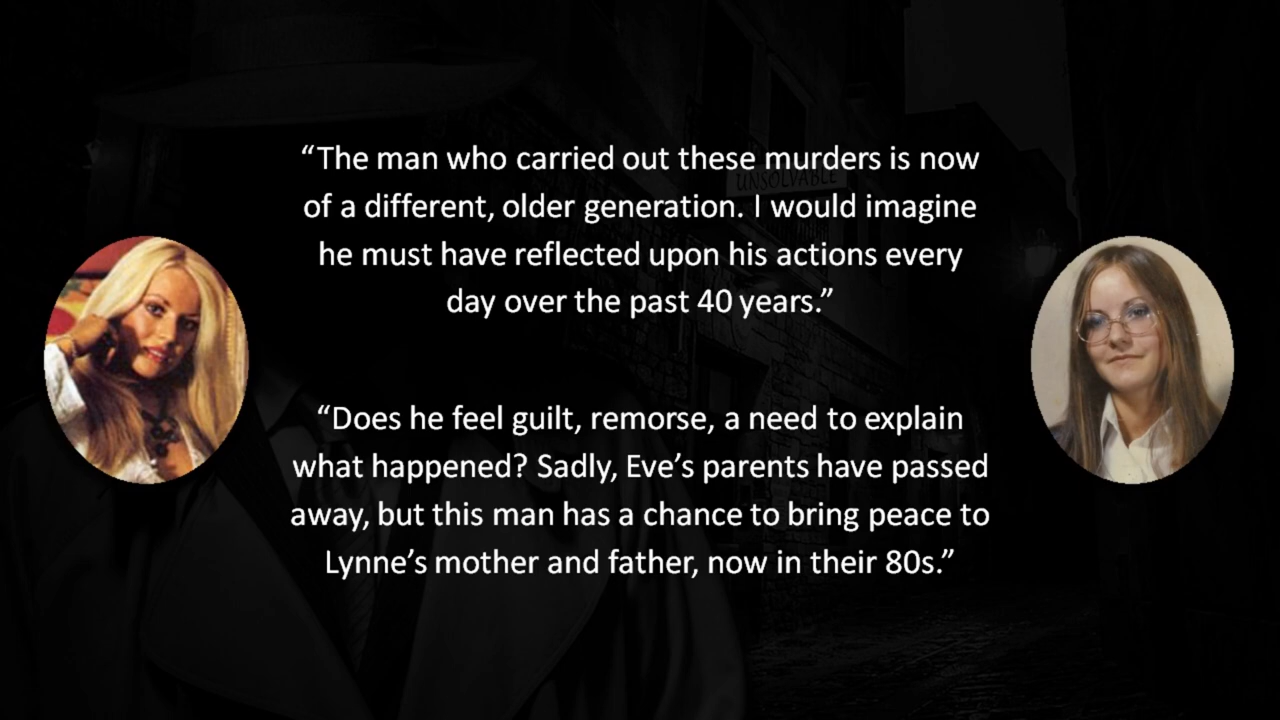 UNSOLVABLE
“The man who carried out these murders is now
of a different, older generation. I would imagine
he must have reflected upon his actions every
day over the past 40 years.”
“Does he feel guilt, remorse, a need to explain
what happened? Sadly, Eve’s parents have passed
away, but this man has a chance to bring peace to
Lynne’s mother and father, now in their 80s.”